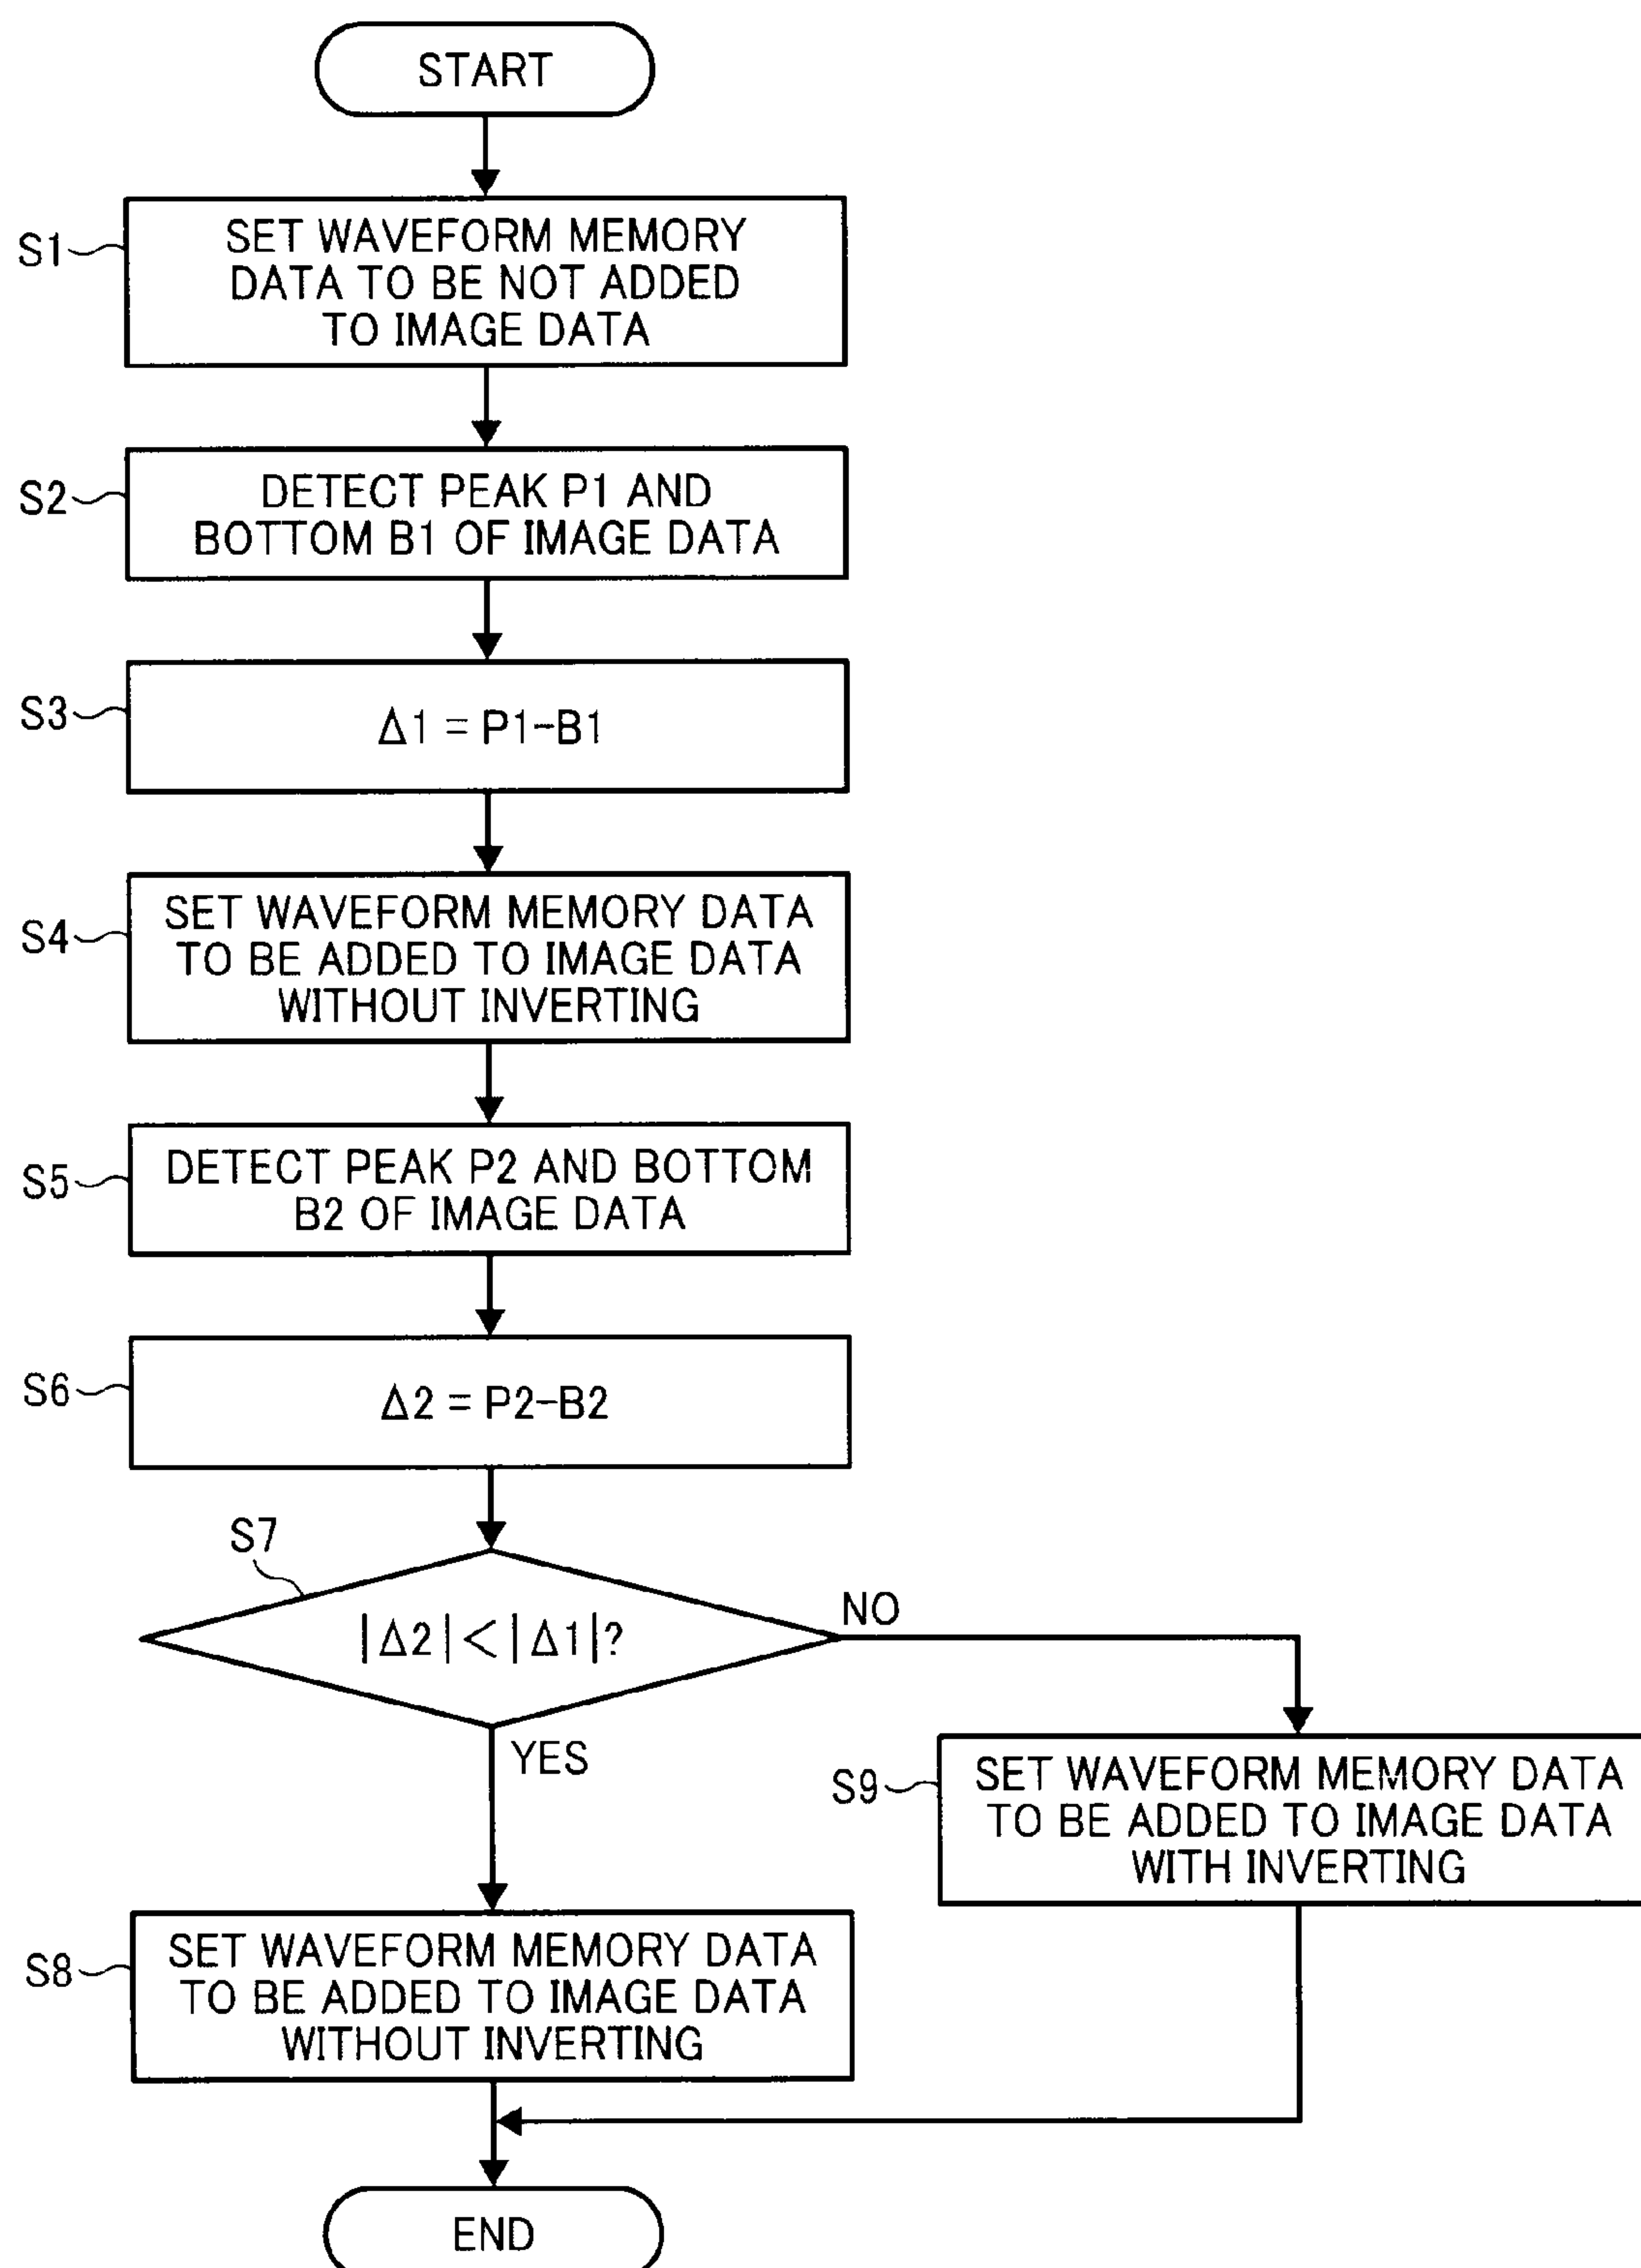 START
S1
SET WAVEFORM MEMORY
DATA TO BE NOT ADDED
TO IMAGE DATA
S2
DETECT PEAK P1 AND
BOTTOM B1 OF IMAGE DATA
S3
Δ1 = P1-B1
S4
SET WAVEFORM MEMORY DATA
TO BE ADDED TO IMAGE DATA
WITHOUT INVERTING
S5
DETECT PEAK P2 AND BOTTOM
B2 OF IMAGE DATA
S6
Δ2 = P2-B2
S7
|Δ2|<|Δ1|?
NO
YES
S9
SET WAVEFORM MEMORY DATA
TO BE ADDED TO IMAGE DATA
WITH INVERTING
S8
SET WAVEFORM MEMORY DATA
TO BE ADDED TO IMAGE DATA
WITHOUT INVERTING
END